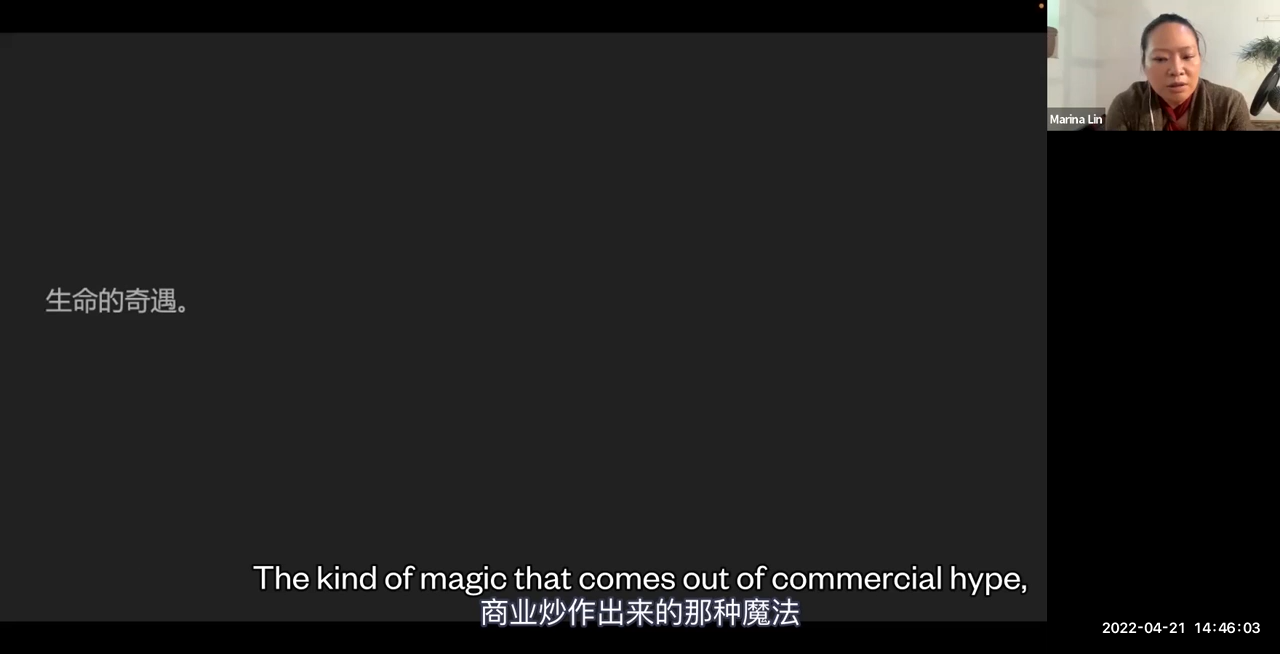 Marina Lin
生命的奇遇。
The kind of magic that comes out of commercial hype,
商业炒作出来的那种魔法
2022-04-21 14:46:03